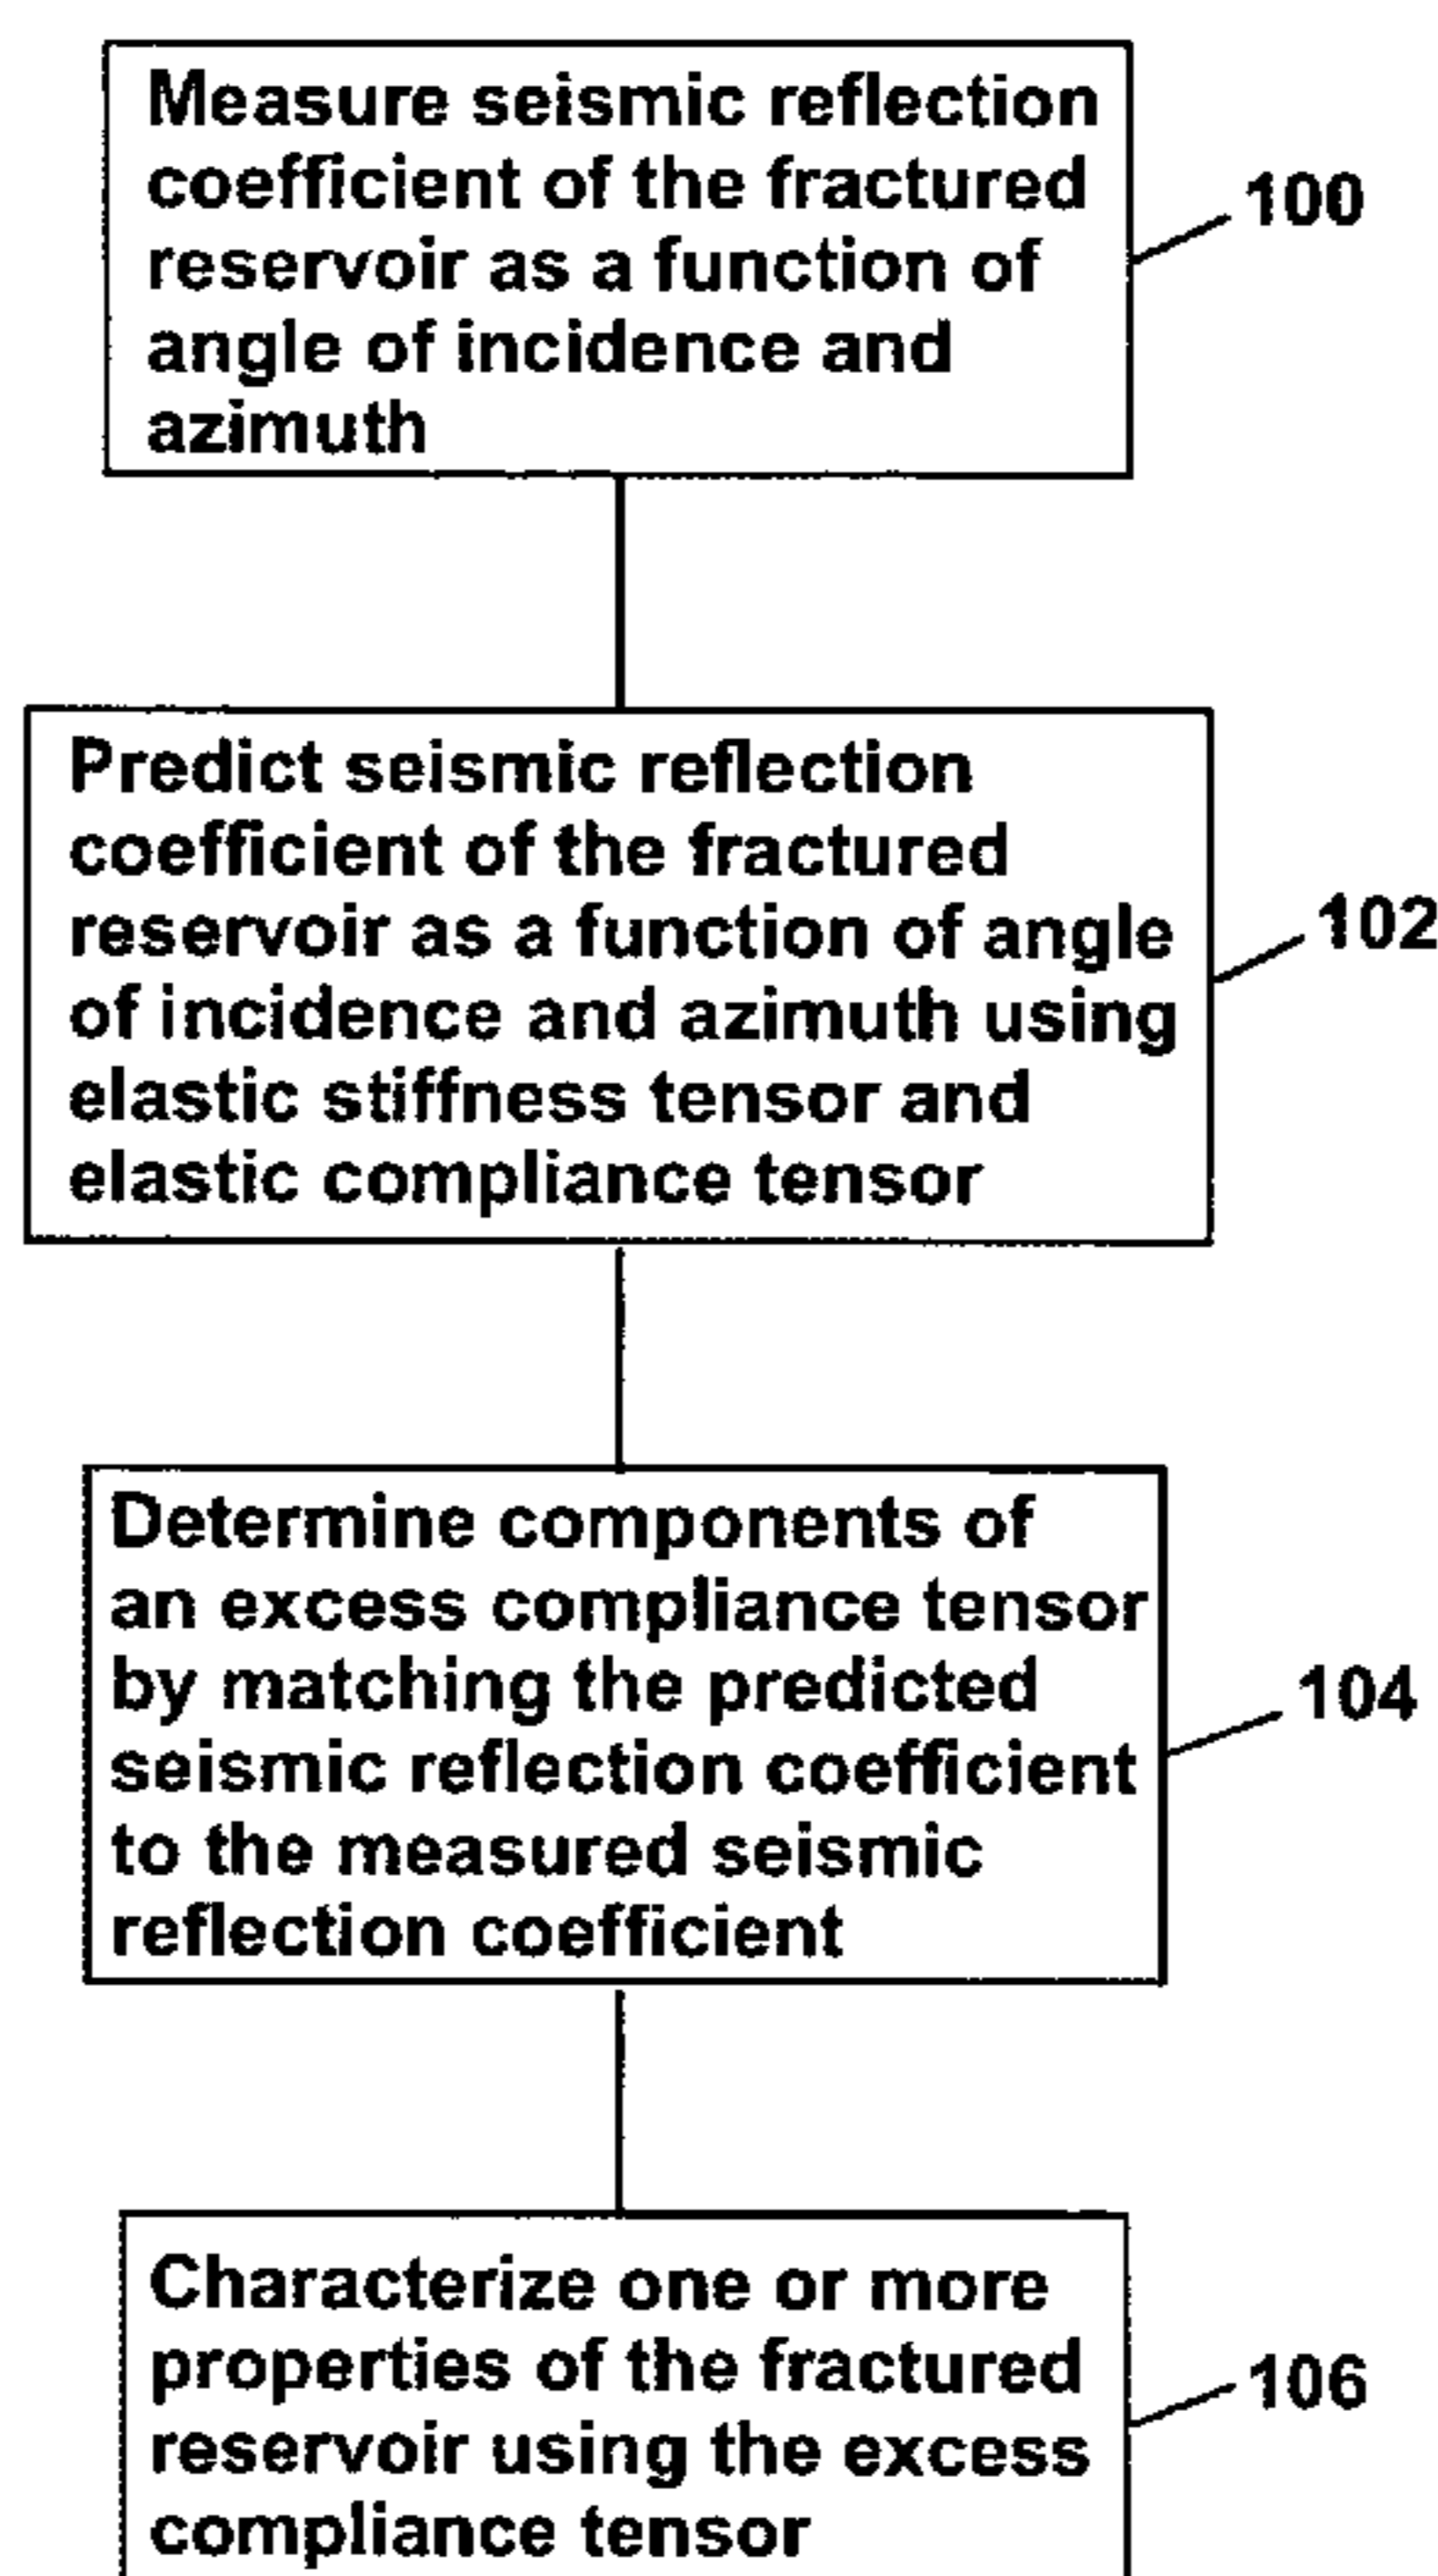 Measure seismic reflection
coefficient of the fractured
reservoir as a function of
angle of incidence and
azimuth
100
Predict seismic reflection
coefficient of the fractured
reservoir as a function of angle
of incidence and azimuth using
elastic stiffness tensor and
elastic compliance tensor
102
Determine components of
an excess compliance tensor
by matching the predicted
seismic reflection coefficient
to the measured seismic
reflection coefficient
104
Characterize one or more
properties of the fractured
reservoir using the excess
compliance tensor
106